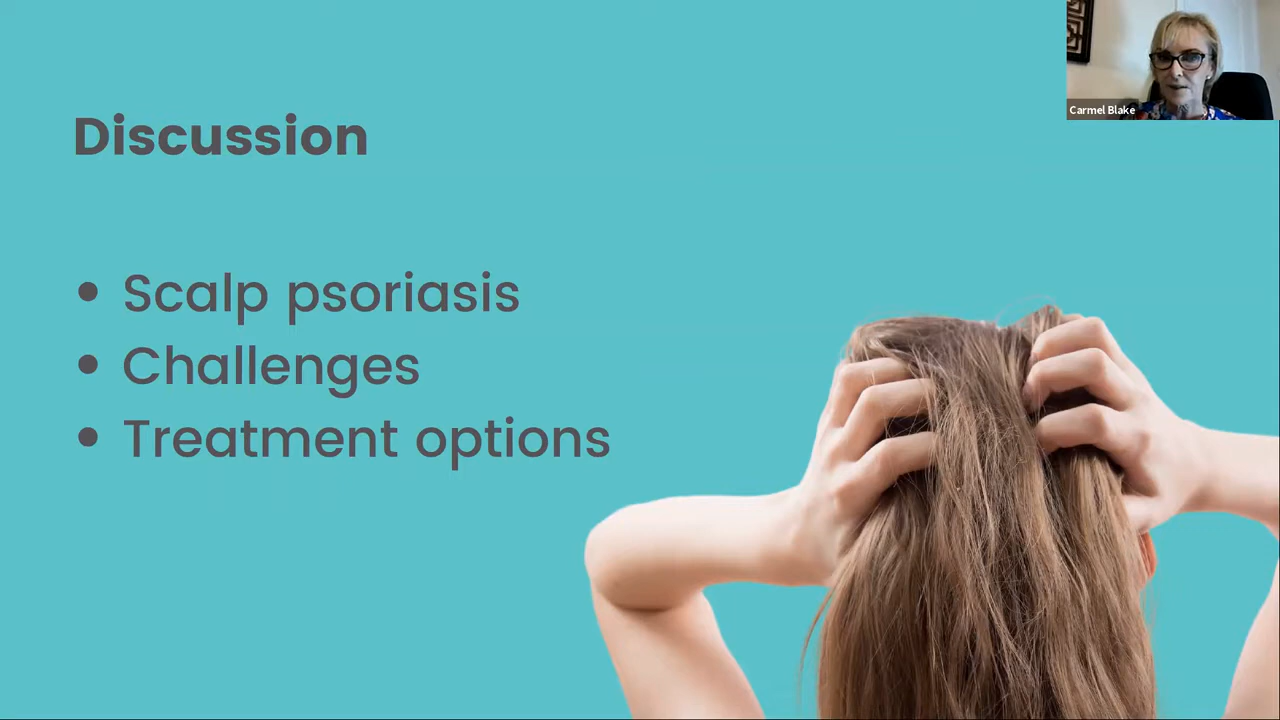 Carmel Blake
Discussion
• Scalp psoriasis
• Challenges
• Treatment options